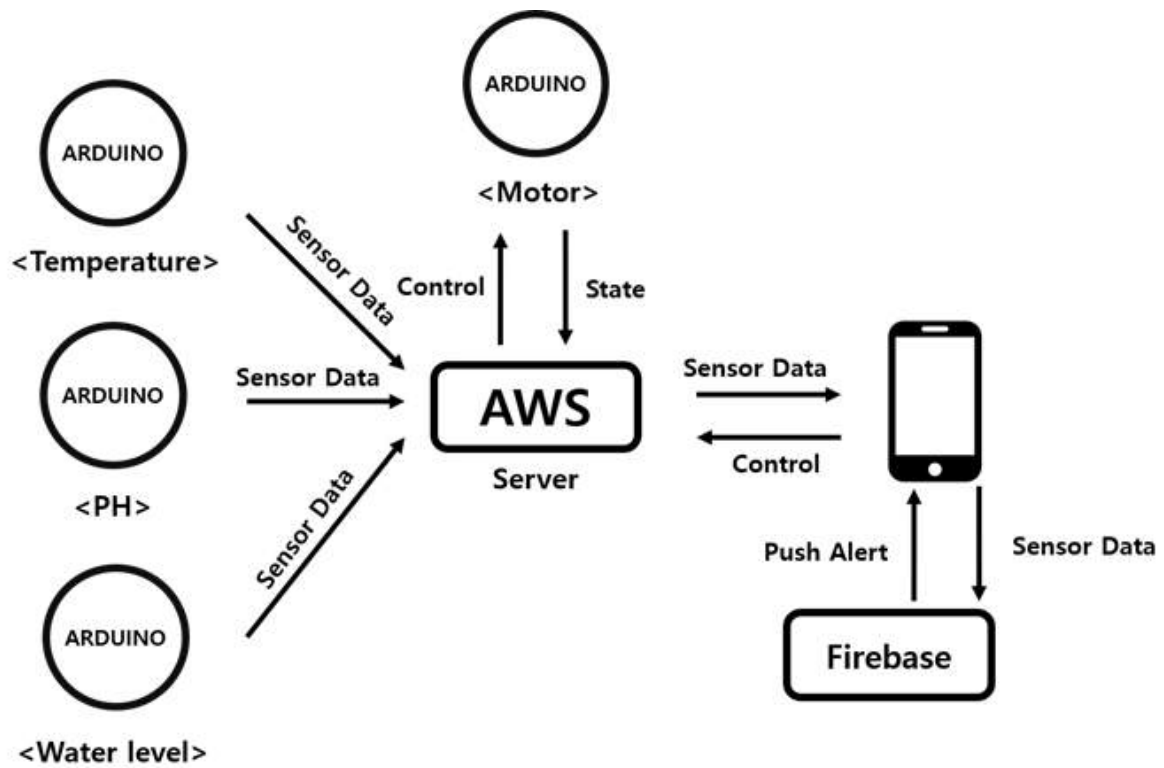 ARDUINO
<Motor>
ARDUINO
<Temperature>
Sensor Data
Control
State
ARDUINO
<PH>
Sensor Data
AWS
Server
Sensor Data
Control
ARDUINO
<Water level>
Sensor Data
Push Alert
Sensor Data
Firebase